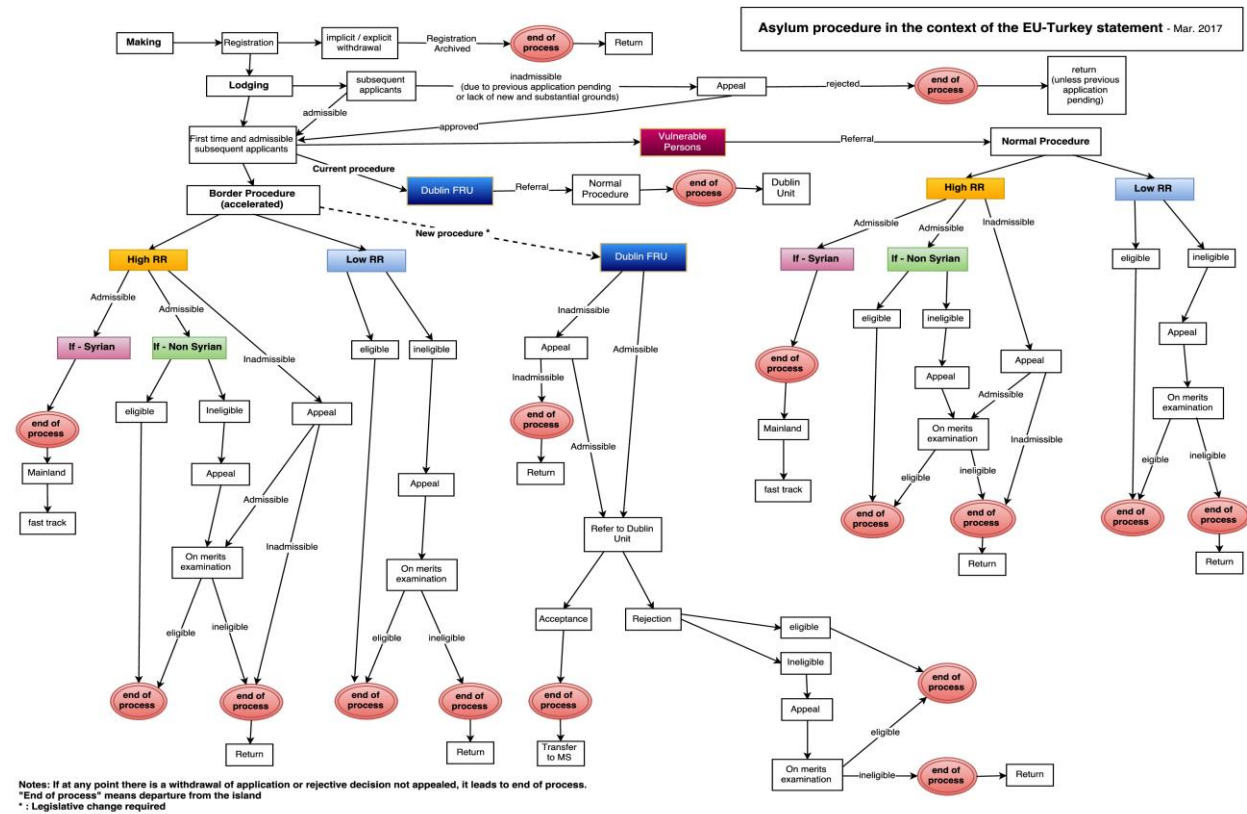 Asylum procedure in the context of the EU-Turkey statement - Mar. 2017
Making
Registration
implicit / explicit
withdrawal
Registration
Archived
end of
process
Return
Lodging
subsequent
applicants
inadmissible
(due to previous application pending
or lack of new and substantial grounds)
Appeal
rejected
end of
process
return
(unless previous
application
pending)
admissible
approved
First time and admissible
subsequent applicants
Vulnerable
Persons
Referral
Normal Procedure
Current procedure
Dublin FRU
Referral
Normal
Procedure
end of
process
Dublin
Unit
Border Procedure
(accelerated)
New procedure *
High RR
Low RR
Dublin FRU
Admissible
Admissible
Inadmissible
If - Syrian
If - Non Syrian
end of
process
Mainland
fast track
eligible
Ineligible
Appeal
Appeal
Admissible
Inadmissible
On merits
examination
eligible
ineligible
end of
process
end of
process
Return
eligible
ineligible
Appeal
On merits
examination
eligible
ineligible
end of
process
end of
process
Return
Inadmissible
Admissible
Appeal
Inadmissible
end of
process
Return
Admissible
Refer to Dublin
Unit
Acceptance
end of
process
Transfer
to MS
Rejection
eligible
Ineligible
Appeal
On merits
examination
eligible
end of
process
ineligible
end of
process
Return
High RR
Low RR
Admissible
Admissible
Inadmissible
If - Syrian
If - Non Syrian
end of
process
Mainland
fast track
eligible
ineligible
Appeal
Appeal
Admissible
Inadmissible
On merits
examination
eligible
ineligible
end of
process
end of
process
Return
eligible
ineligible
Appeal
On merits
examination
eligible
ineligible
end of
process
end of
process
Return
Notes: If at any point there is a withdrawal of application or rejective decision not appealed, it leads to end of process.
"End of process" means departure from the island
* : Legislative change required